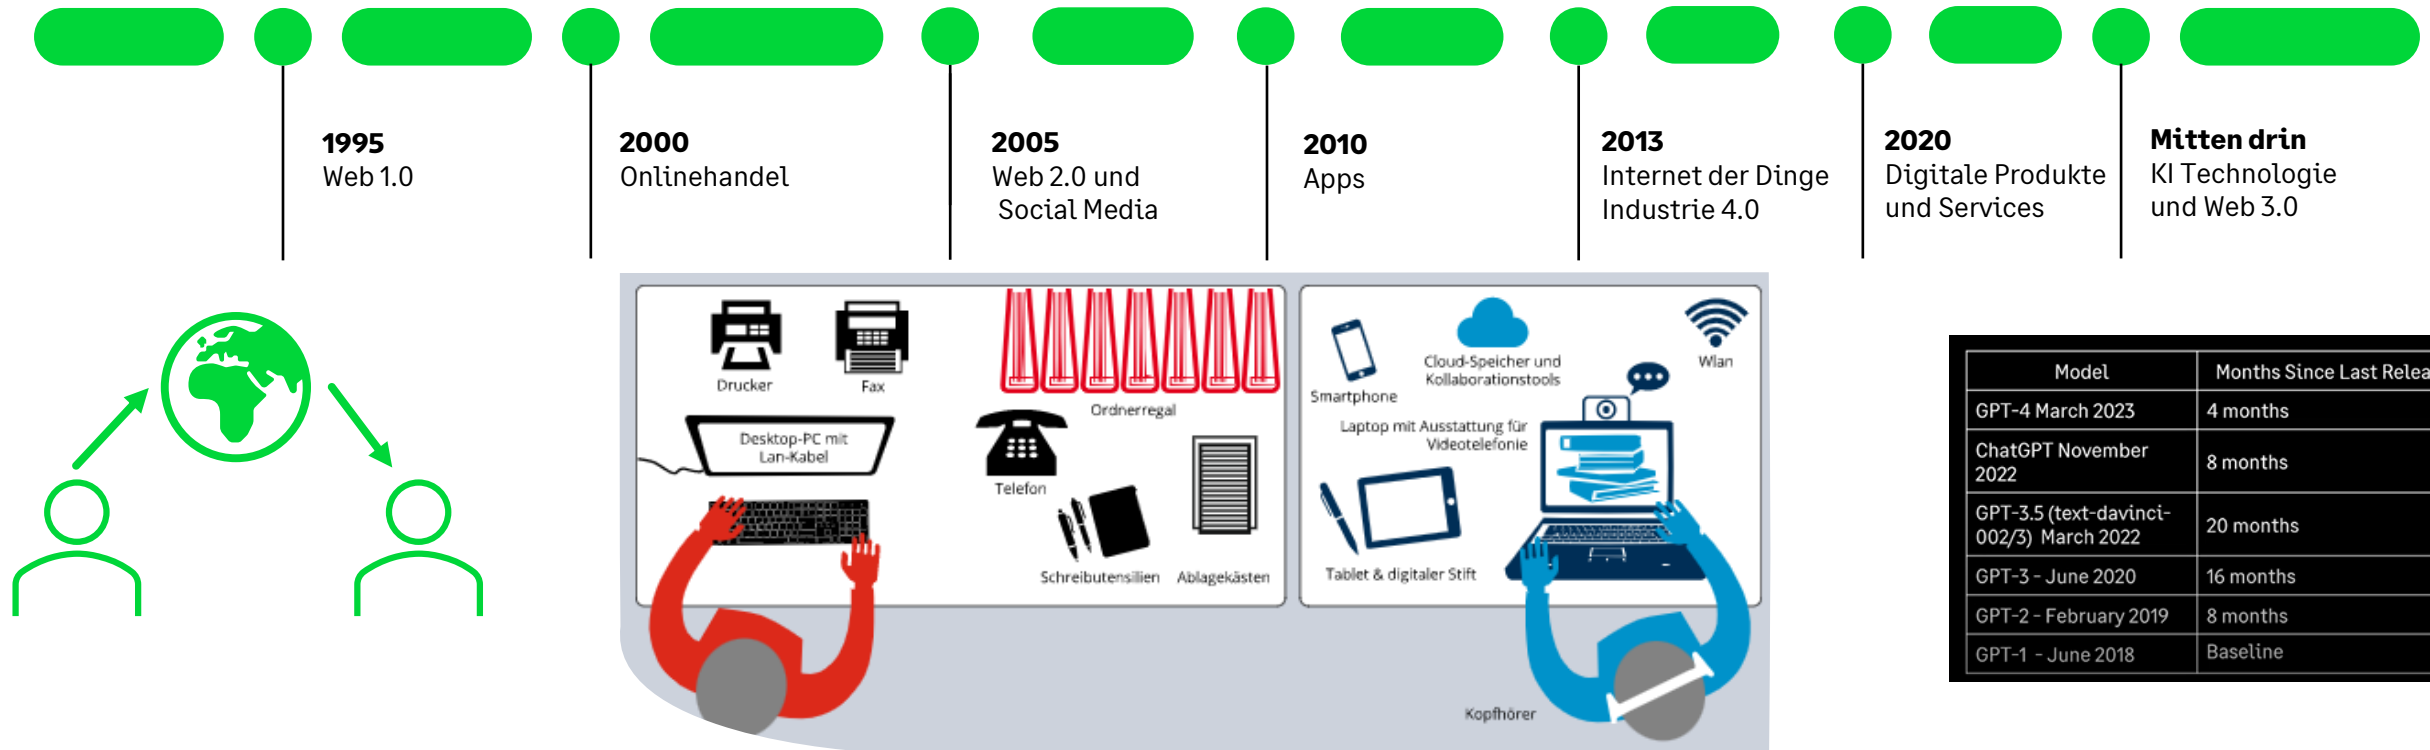 1995
Web 1.0
2000
Onlinehandel
2005
Web 2.0 und
Social Media
2010
Apps
2013
Internet der Dinge
Industrie 4.0
2020
Digitale Produkte
und Services
Mitten drin
KI Technologie
und Web 3.0
Drucker
Fax
Ordnerregal
Desktop-PC mit
Lan-Kabel
Telefon
Schreibutensilien
Ablagekästen
Smartphone
Cloud-Speicher und
Kollaborationstools
Wlan
Laptop mit Ausstattung für
Videotelefonie
Tablet & digitaler Stift
Kopfhörer
Model Months Since Last Relea
GPT-4 March 2023 4 months
ChatGPT November
2022 8 months
GPT-3.5 (text-davinci-
002/3) March 2022 20 months
GPT-3 - June 2020 16 months
GPT-2 - February 2019 8 months
GPT-1 - June 2018 Baseline